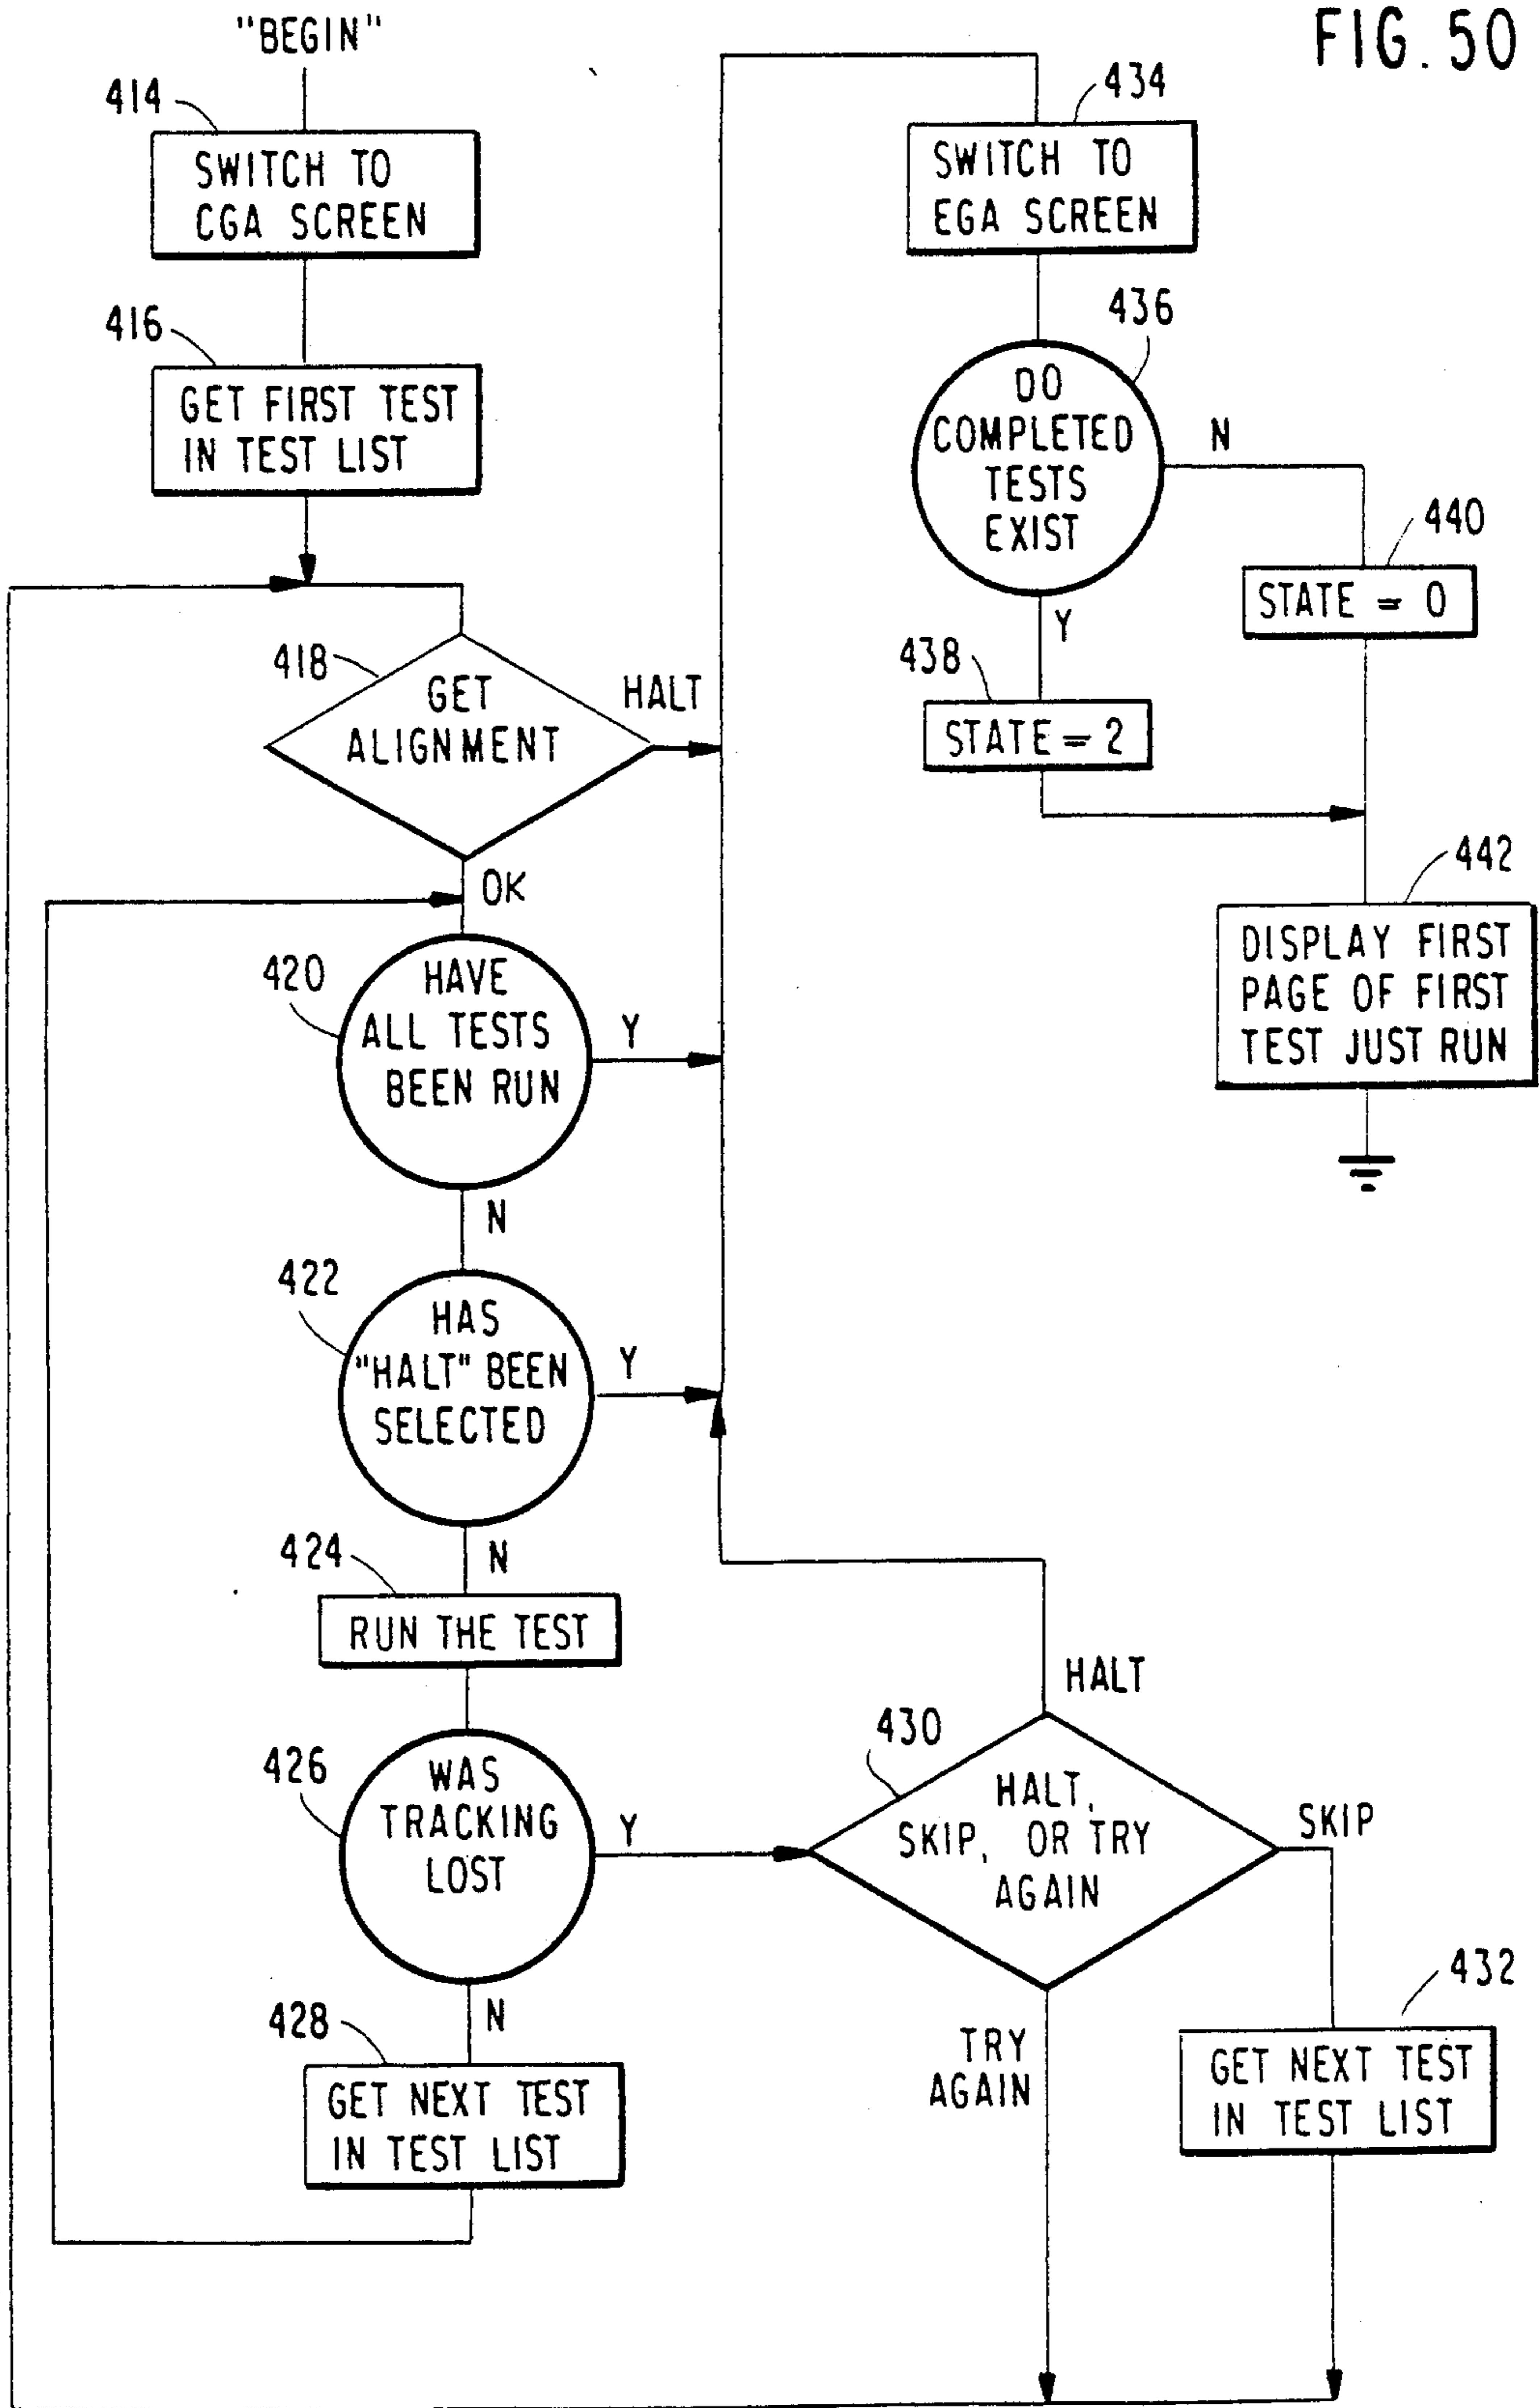 FIG. 50
"BEGIN"
414
SWITCH TO
CGA SCREEN
416
GET FIRST TEST
IN TEST LIST
418
GET
ALIGNMENT
HALT
OK
420
HAVE
ALL TESTS
BEEN RUN
Y
N
422
HAS
"HALT" BEEN
SELECTED
Y
N
424
RUN THE TEST
426
WAS
TRACKING
LOST
Y
N
428
GET NEXT TEST
IN TEST LIST
430
HALT,
SKIP, OR TRY
AGAIN
HALT
SKIP
TRY
AGAIN
432
GET NEXT TEST
IN TEST LIST
434
SWITCH TO
EGA SCREEN
436
DO
COMPLETED
TESTS
EXIST
N
Y
440
STATE = 0
438
STATE = 2
442
DISPLAY FIRST
PAGE OF FIRST
TEST JUST RUN